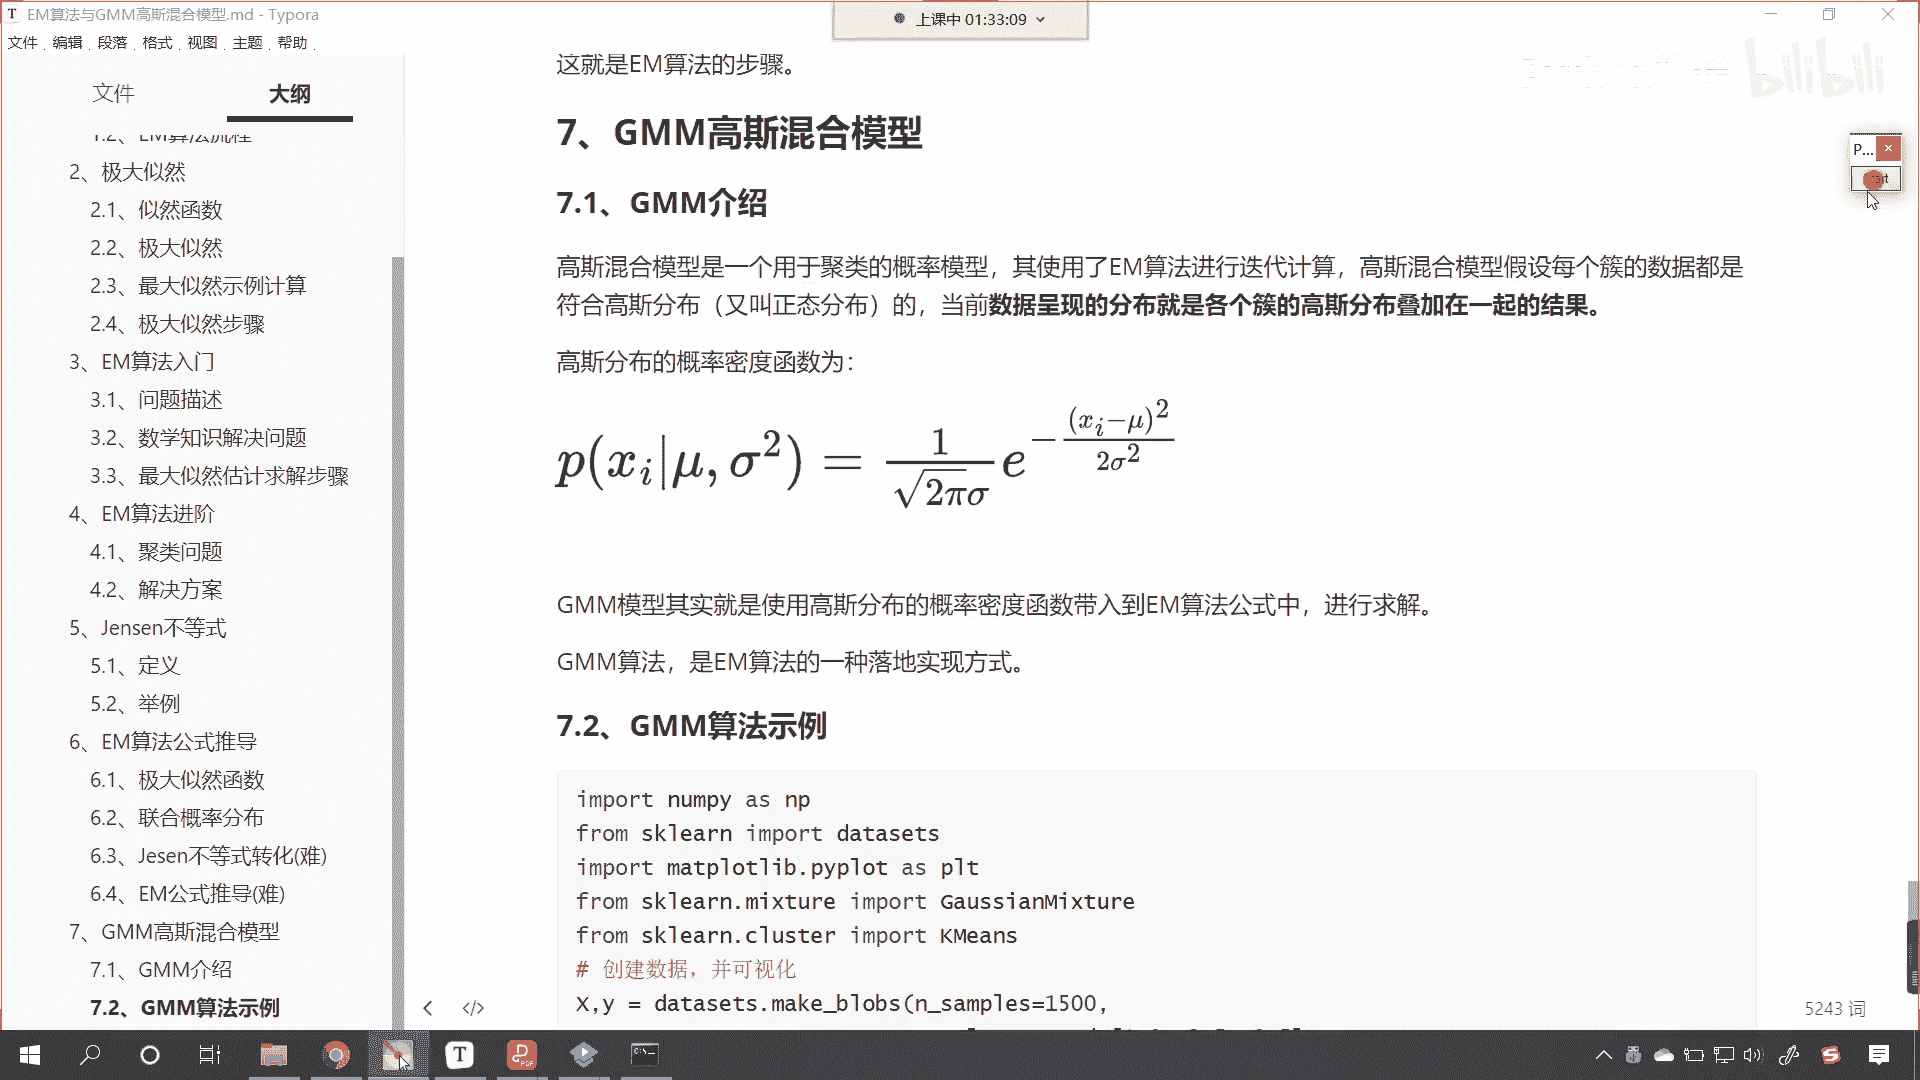 EM算法与GMM高斯混合模型.md - Typora
上课中 01:33:09
文件 编辑 段落 格式 视图 主题 帮助
文件 大纲
1.2、EM算法流程
2、极大似然
2.1、似然函数
2.2、极大似然
2.3、最大似然示例计算
2.4、极大似然步骤
3、EM算法入门
3.1、问题描述
3.2、数学知识解决问题
3.3、最大似然估计求解步骤
4、EM算法进阶
4.1、聚类问题
4.2、解决方案
5、Jensen不等式
5.1、定义
5.2、举例
6、EM算法公式推导
6.1、极大似然函数
6.2、联合概率分布
6.3、Jesen不等式转化(难)
6.4、EM公式推导(难)
7、GMM高斯混合模型
7.1、GMM介绍
7.2、GMM算法示例
这就是EM算法的步骤。
7、GMM高斯混合模型
7.1、GMM介绍
高斯混合模型是一个用于聚类的概率模型，其使用了EM算法进行迭代计算，高斯混合模型假设每个簇的数据都是
符合高斯分布（又叫正态分布）的，当前数据呈现的分布就是各个簇的高斯分布叠加在一起的结果。
高斯分布的概率密度函数为：
p(x_i|μ, σ²) = \frac{1}{\sqrt{2π}σ} e^{-\frac{(x_i−μ)^2}{2σ^2}}
GMM模型其实就是使用高斯分布的概率密度函数带入到EM算法公式中，进行求解。
GMM算法，是EM算法的一种落地实现方式。
7.2、GMM算法示例
import numpy as np
from sklearn import datasets
import matplotlib.pyplot as plt
from sklearn.mixture import GaussianMixture
from sklearn.cluster import KMeans
# 创建数据，并可视化
X,y = datasets.make_blobs(n_samples=1500,
5243 词
P...
bilibili